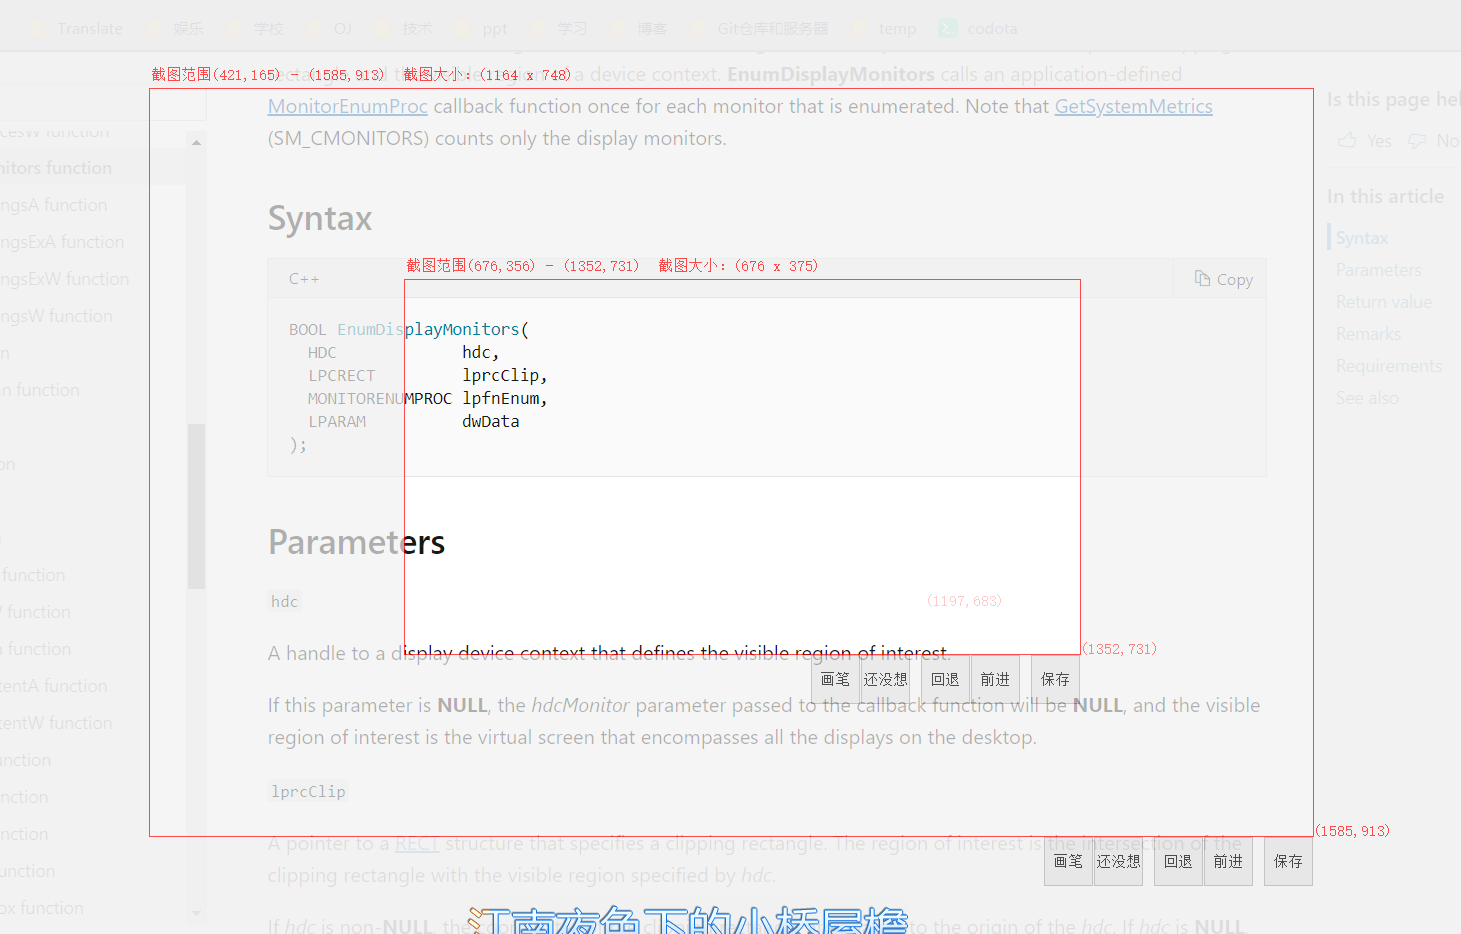 Translate 娱乐 学校 OJ 技术 ppt 学习 博客 Git仓库和服务器 temp codota
截图范围(421,165) - (1585,913) 截图大小: (1164 x 748)
a device context. EnumDisplayMonitors calls an application-defined
MonitorEnumProc callback function once for each monitor that is enumerated. Note that GetSystemMetrics
(SM_CMONITORS) counts only the display monitors.
Is this page hel
Yes No
cesW function
nitors function
ngsA function
ngsExA function
ngsExW function
ngsW function
n
n function
on
function
function
function
tentA function
tentW function
unction
nction
nction
unction
ox function
Syntax
截图范围(676,356) - (1352,731) 截图大小: (676 x 375)
C++ Copy
BOOL EnumDisplayMonitors(
HDC hdc,
LPCRECT lprcClip,
MONITORENUMPROC lpfnEnum,
LPARAM dwData
);
Parameters
hdc
(1197,683)
A handle to a display device context that defines the visible region of interest.
(1352,731)
画笔 还没想 回退 前进 保存
If this parameter is NULL, the hdcMonitor parameter passed to the callback function will be NULL, and the visible
region of interest is the virtual screen that encompasses all the displays on the desktop.
lprcClip
(1585,913)
A pointer to a RECT structure that specifies a clipping rectangle. The region of interest is the intersection of the
画笔 还没想 回退 前进 保存
clipping rectangle with the visible region specified by hdc.
If hdc is non-NULL, the to the origin of the hdc. If hdc is NULL,
江南夜色下的小桥屋檐
In this article
Syntax
Parameters
Return value
Remarks
Requirements
See also